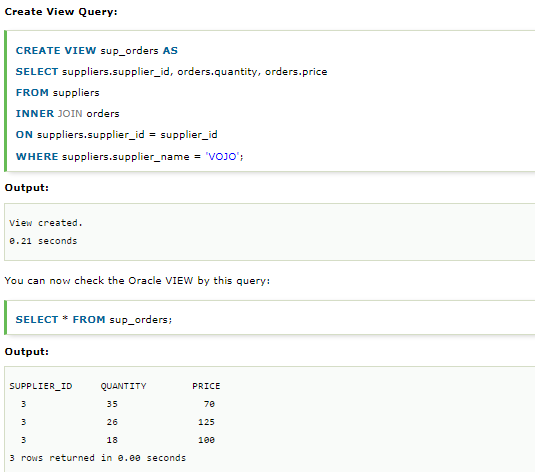 Create View Query:
CREATE VIEW sup_orders AS
SELECT suppliers.supplier_id, orders.quantity, orders.price
FROM suppliers
INNER JOIN orders
ON suppliers.supplier_id = supplier_id
WHERE suppliers.supplier_name = 'VOJO';
Output:
View created.
0.21 seconds
You can now check the Oracle VIEW by this query:
SELECT * FROM sup_orders;
Output:
SUPPLIER_ID QUANTITY PRICE
3 35 70
3 26 125
3 18 100
3 rows returned in 0.00 seconds